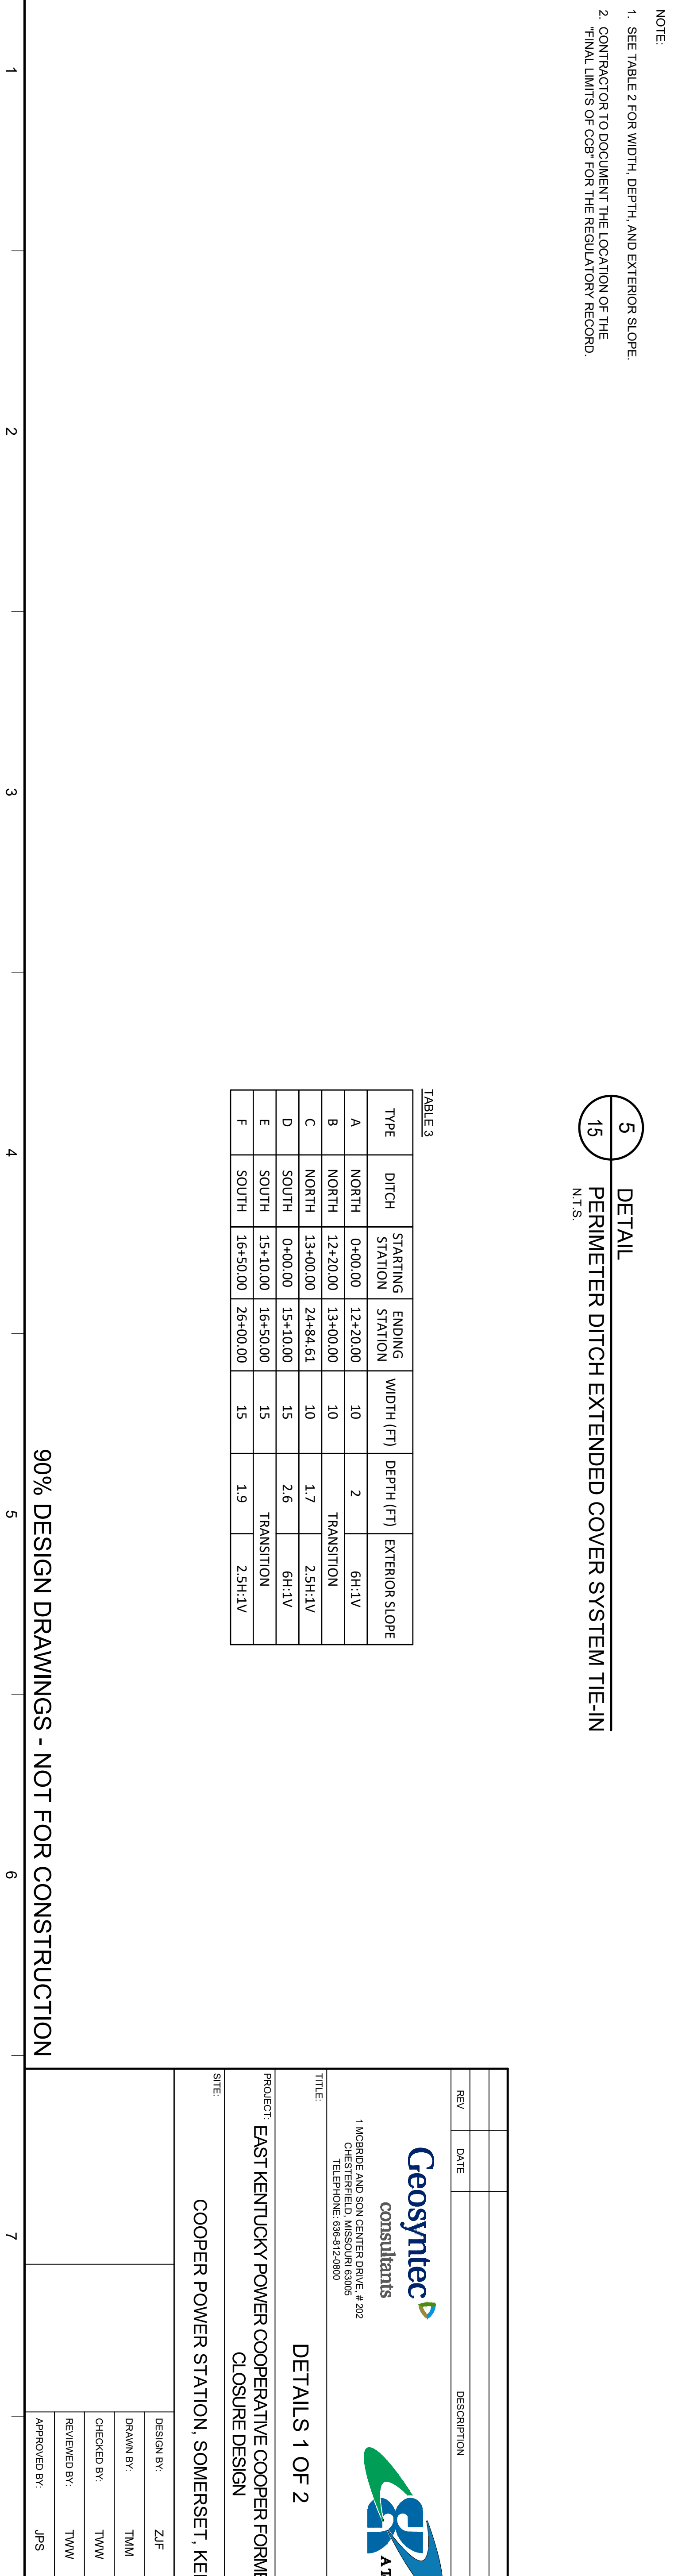 NOTE:
1. SEE TABLE 2 FOR WIDTH, DEPTH, AND EXTERIOR SLOPE.
2. CONTRACTOR TO DOCUMENT THE LOCATION OF THE
"FINAL LIMITS OF CCB" FOR THE REGULATORY RECORD.
5
15
DETAIL
PERIMETER DITCH EXTENDED COVER SYSTEM TIE-IN
N.T.S.
TABLE 3
TYPE DITCH STARTING STATION ENDING STATION WIDTH (FT) DEPTH (FT) EXTERIOR SLOPE
A NORTH 0+00.00 12+20.00 10 2 6H:1V
B NORTH 12+20.00 13+00.00 10 TRANSITION
C NORTH 13+00.00 24+84.61 10 1.7 2.5H:1V
D SOUTH 0+00.00 15+10.00 15 2.6 6H:1V
E SOUTH 15+10.00 16+50.00 15 TRANSITION
F SOUTH 16+50.00 26+00.00 15 1.9 2.5H:1V
REV DATE DESCRIPTION
Geosyntec
consultants
1 MCBRIDE AND SON CENTER DRIVE, # 202
CHESTERFIELD, MISSOURI 63005
TELEPHONE: 636-812-0800
TITLE:
DETAILS 1 OF 2
PROJECT: EAST KENTUCKY POWER COOPERATIVE COOPER
CLOSURE DESIGN
SITE:
COOPER POWER STATION, SOMERSET,
DESIGN BY: ZJF
DRAWN BY: TMM
CHECKED BY: TWW
REVIEWED BY: TWW
APPROVED BY: JPS
90% DESIGN DRAWINGS - NOT FOR CONSTRUCTION
1 2 3 4 5 6 7